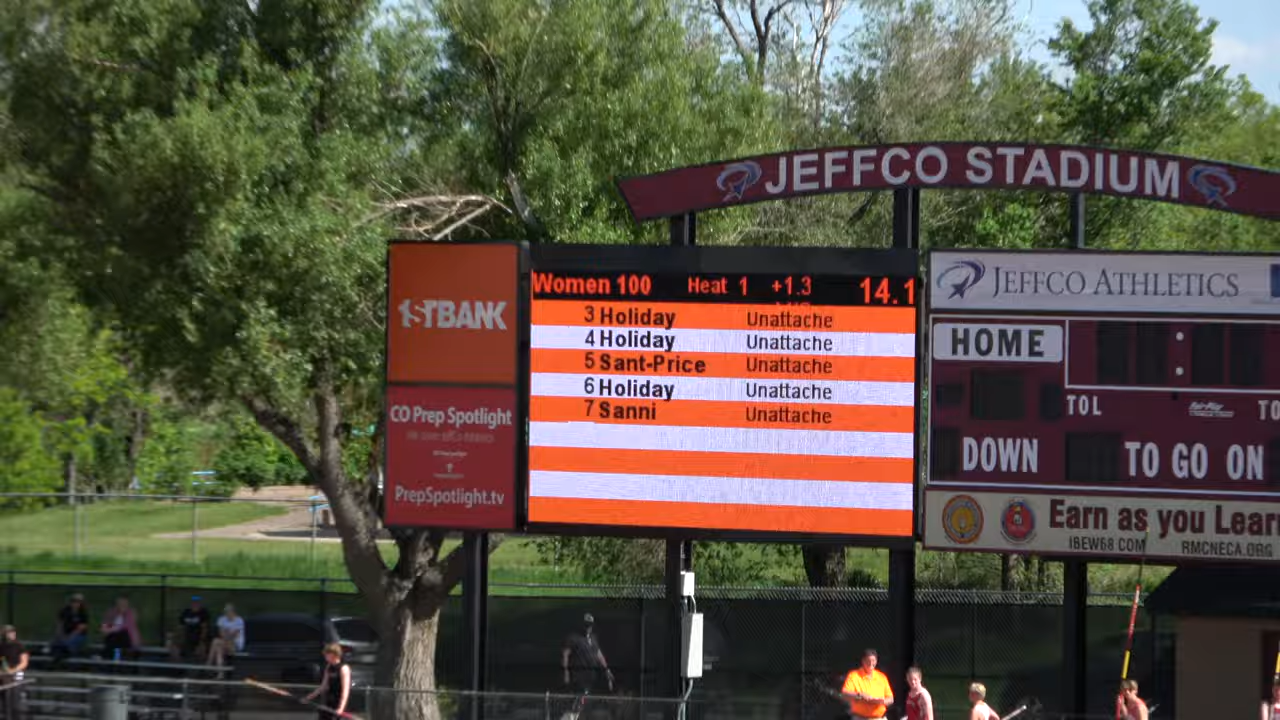 JEFFCO STADIUM
1STBANK
CO Prep Spotlight
PrepSpotlight.tv
Women 100 Heat 1 +1.3 14.1
3 Holiday Unattache
4 Holiday Unattache
5 Sant-Price Unattache
6 Holiday Unattache
7 Sanni Unattache
JEFFCO ATHLETICS
HOME
TOL
TO
DOWN
TO GO ON
Earn as you Lear
IBEW68 COM RMCNECA.ORG